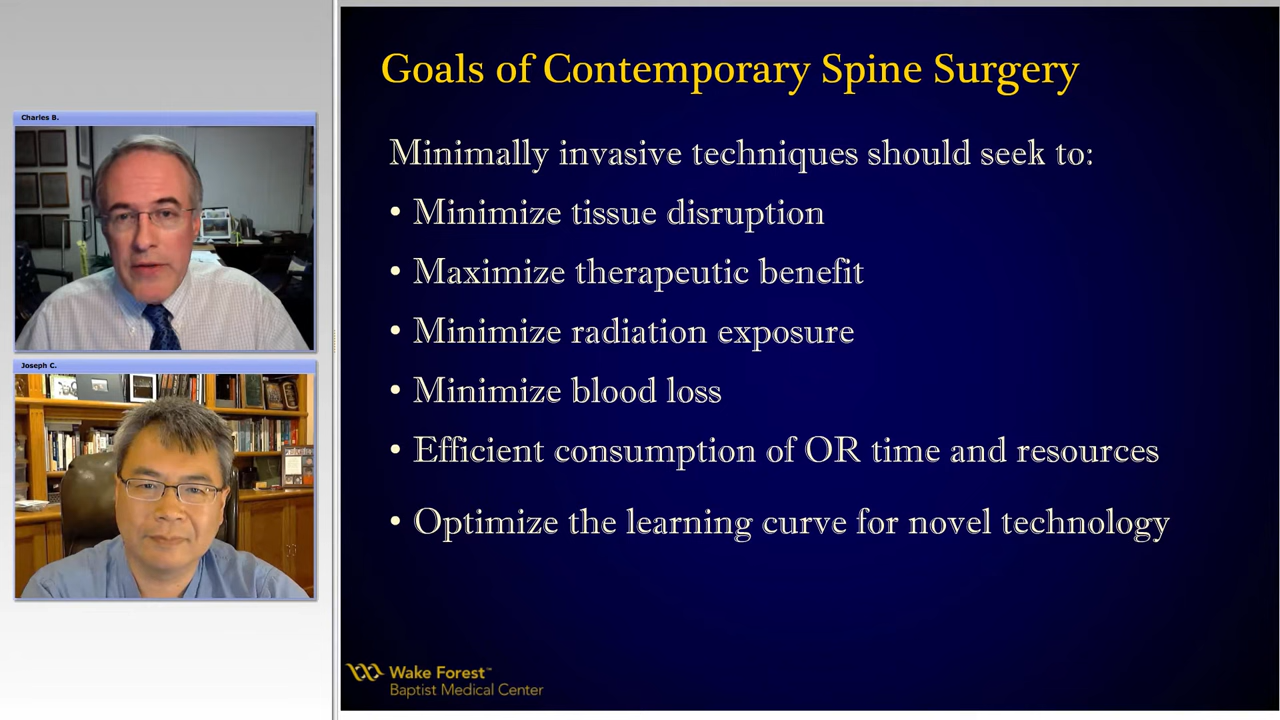 Charles B.
Joseph C.
Goals of Contemporary Spine Surgery
Minimally invasive techniques should seek to:
• Minimize tissue disruption
• Maximize therapeutic benefit
• Minimize radiation exposure
• Minimize blood loss
• Efficient consumption of OR time and resources
• Optimize the learning curve for novel technology
Wake Forest™
Baptist Medical Center